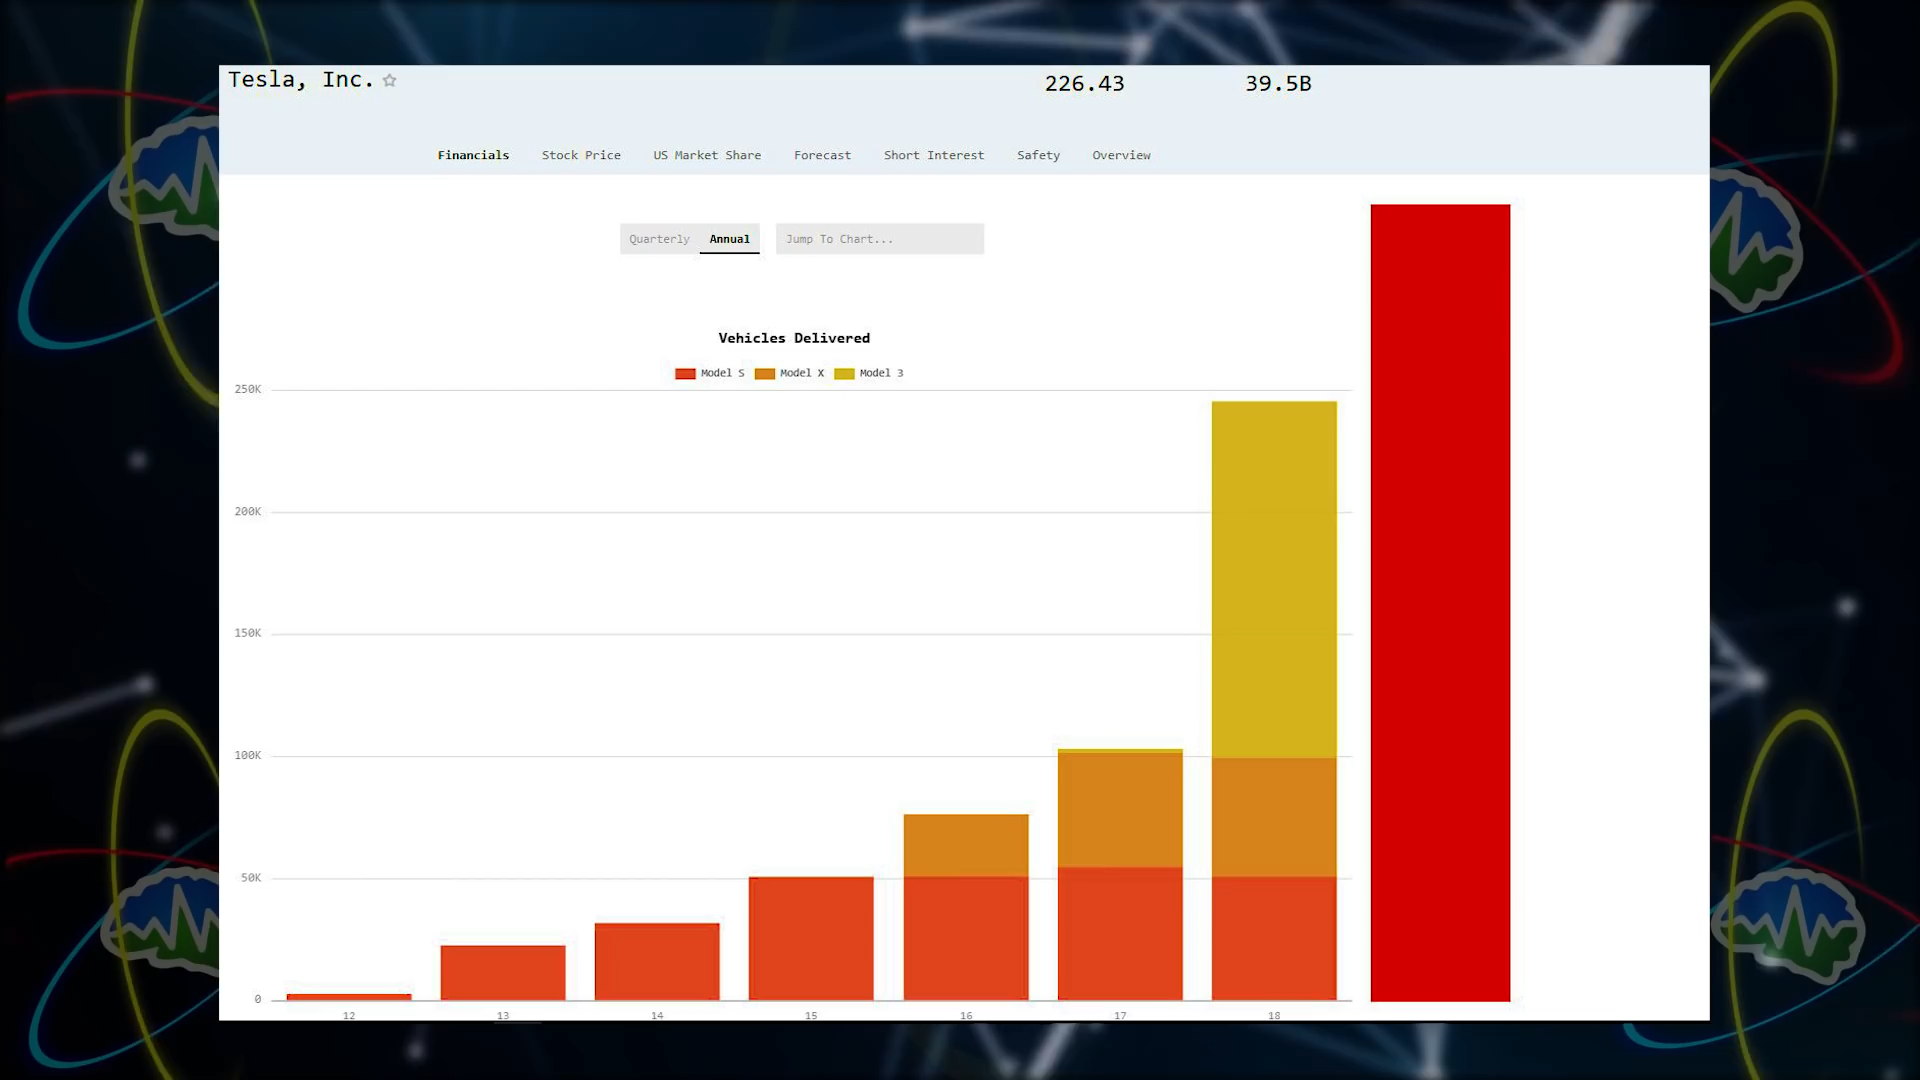 Tesla, Inc.
226.43 39.5B
Financials Stock Price US Market Share Forecast Short Interest Safety Overview
Quarterly Annual Jump To Chart...
Vehicles Delivered
Model S Model X Model 3
250K
200K
150K
100K
50K
0
12 13 14 15 16 17 18